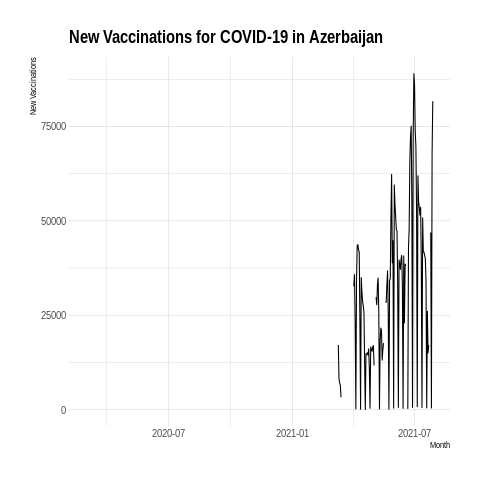 New Vaccinations for COVID-19 in Azerbaijan
New Vaccinations
75000
50000
25000
0
2020-07 2021-01 2021-07
Month